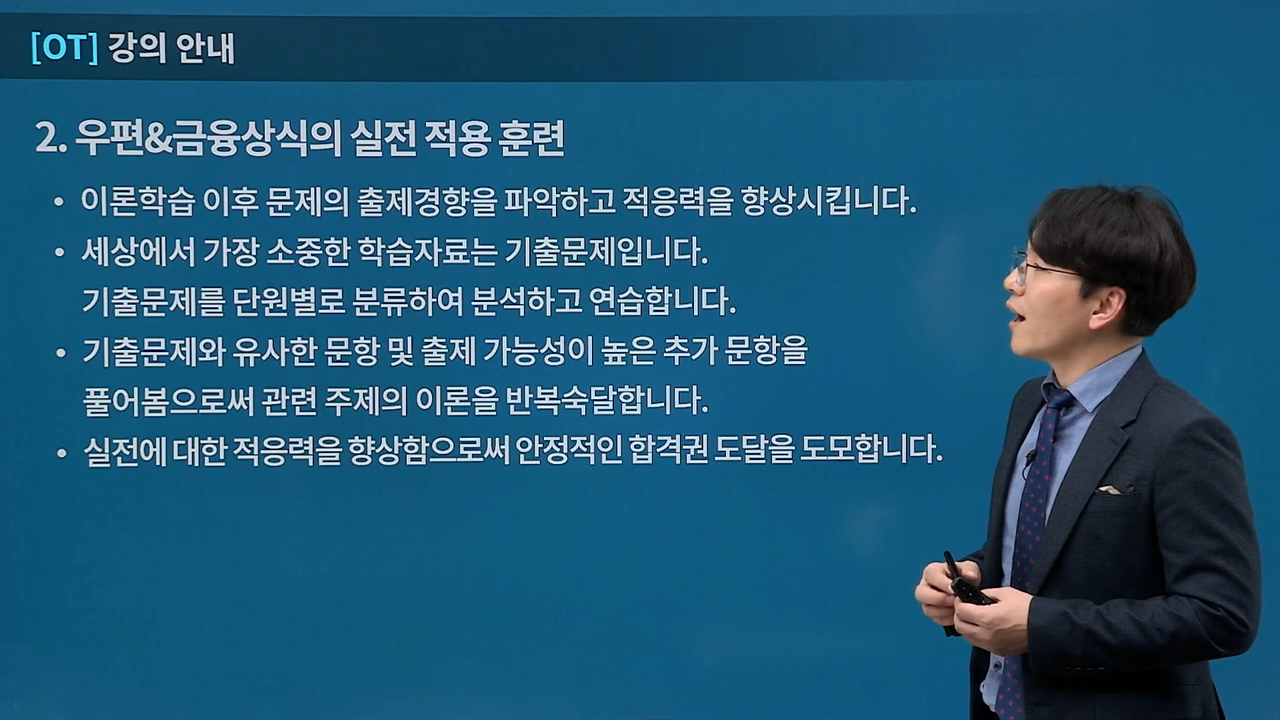 [OT] 강의 안내
2. 우편&금융상식의 실전 적용 훈련
• 이론학습 이후 문제의 출제경향을 파악하고 적응력을 향상시킵니다.
• 세상에서 가장 소중한 학습자료는 기출문제입니다.
기출문제를 단원별로 분류하여 분석하고 연습합니다.
• 기출문제와 유사한 문항 및 출제 가능성이 높은 추가 문항을
풀어봄으로써 관련 주제의 이론을 반복숙달합니다.
• 실전에 대한 적응력을 향상함으로써 안정적인 합격권 도달을 도모합니다.